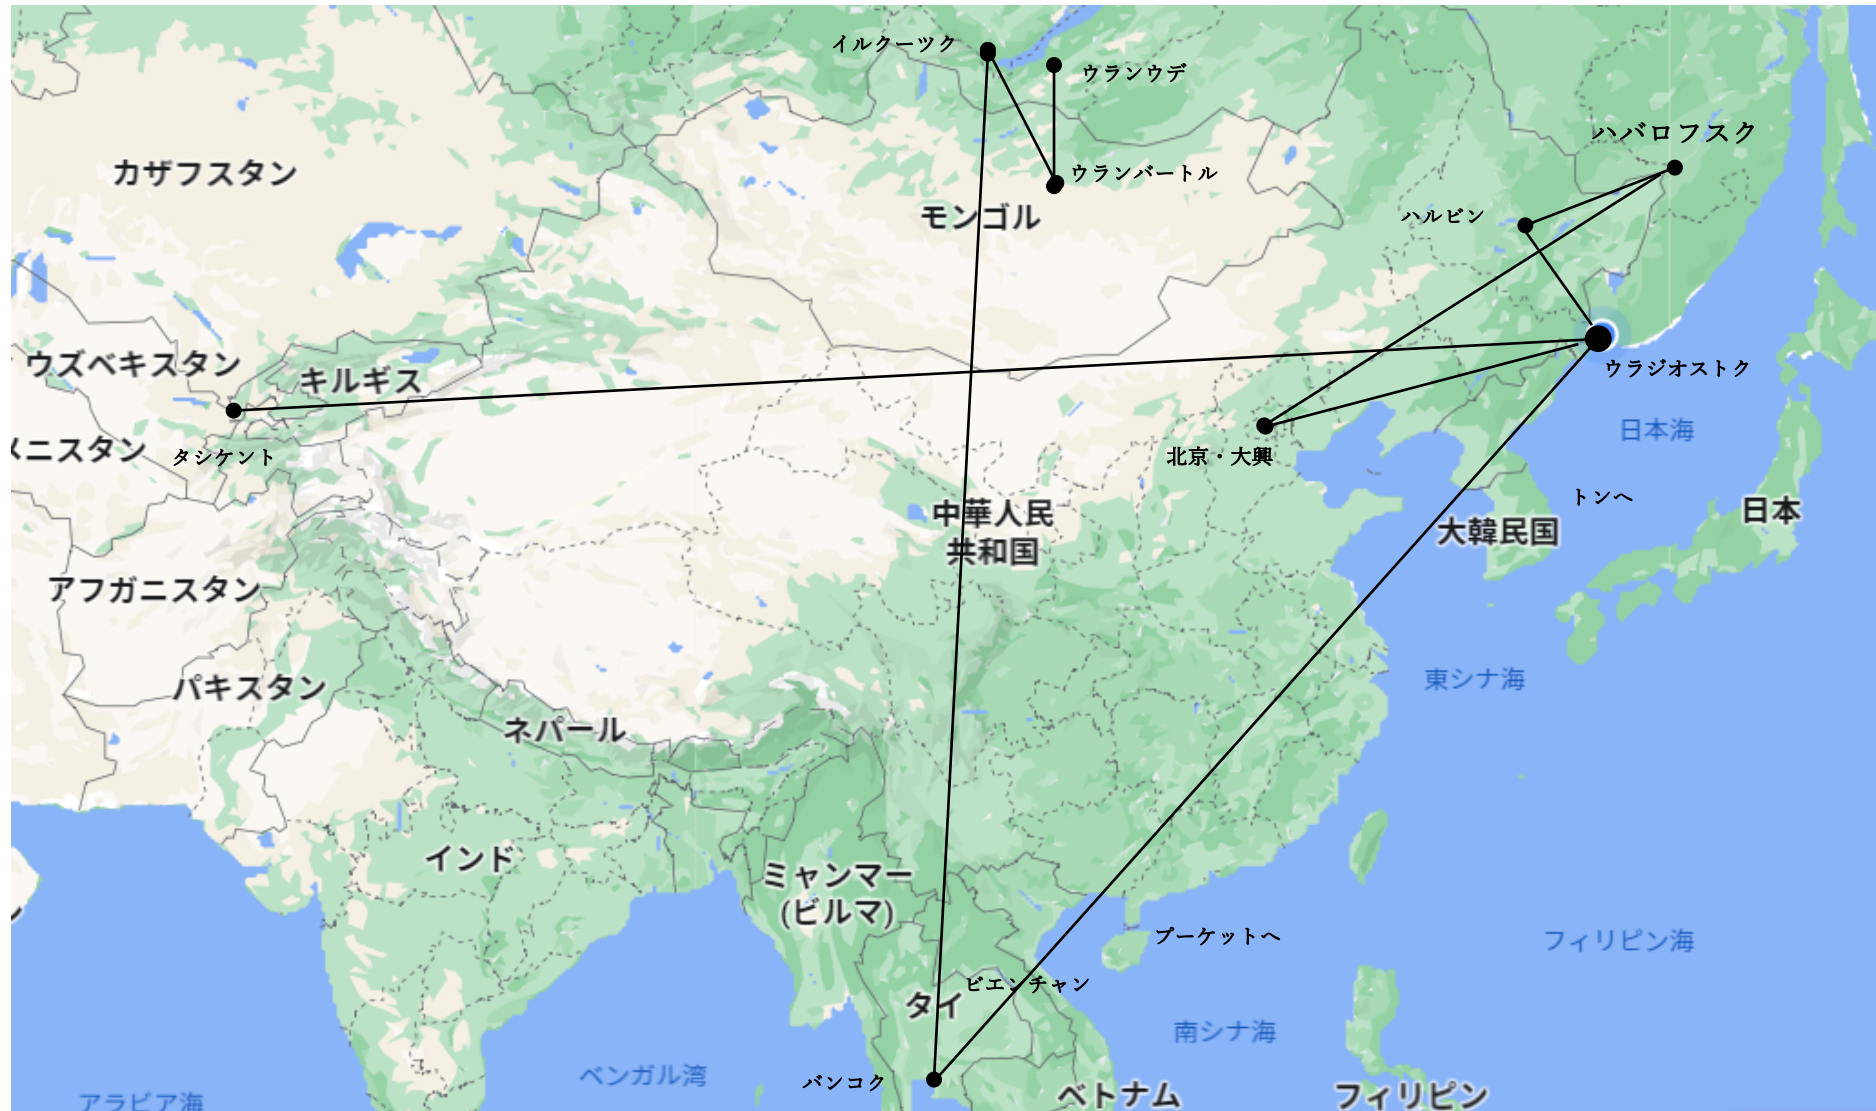 イルクーツク
ウランウデ
ハバロフスク
カザフスタン
ウランバートル
モンゴル
ハルビン
ウズベキスタン
キルギス
ウラジオストク
日本海
メニスタン
タシケント
北京・大興
トンへ
中華人民
共和国
大韓民国
日本
アフガニスタン
パキスタン
東シナ海
ネパール
インド
ミャンマー
(ビルマ)
プーケットへ
フィリピン海
ビエンチャン
タイ
南シナ海
ベンガル湾
バンコク
ベトナム
フィリピン
アラビア海